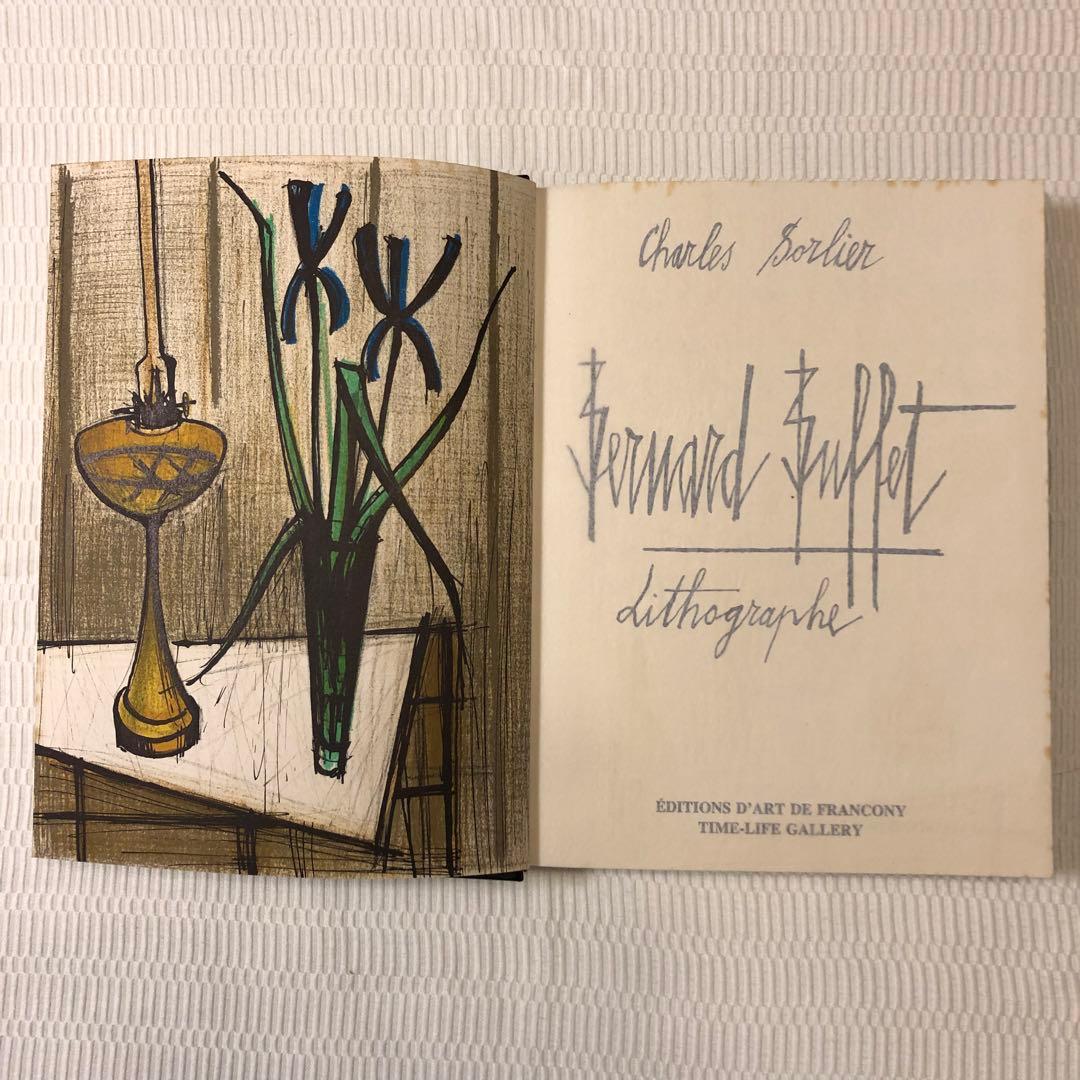 Charles Sorlier
Bernard Buffet
Lithographe
ÉDITIONS D'ART DE FRANCONY
TIME-LIFE GALLERY